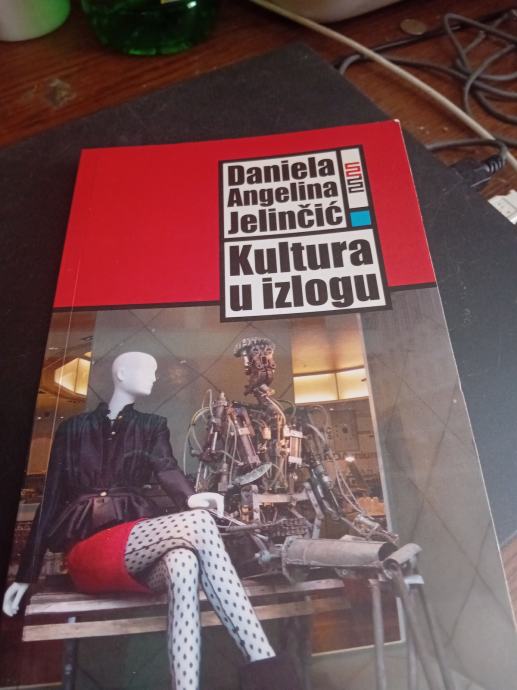 Daniela
Angelina
Jelinčić
Kultura
u izlogu